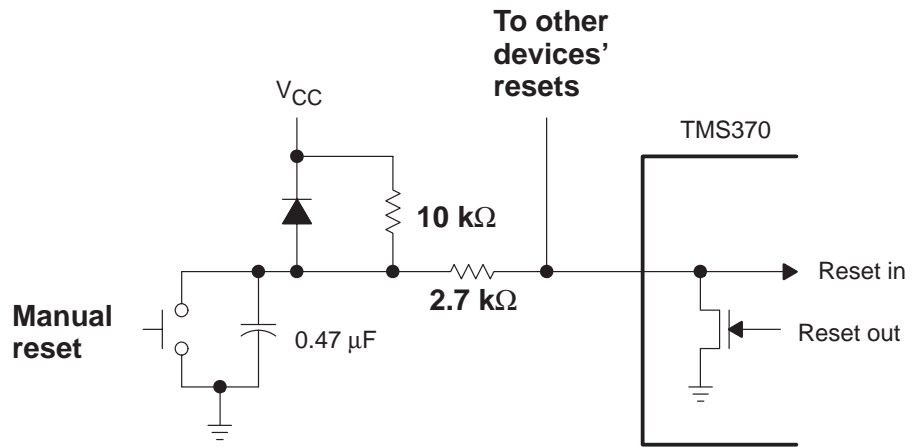 To other
devices’
resets
VCC
TMS370
10 kΩ
2.7 kΩ
Reset in
Manual
reset
0.47 μF
Reset out